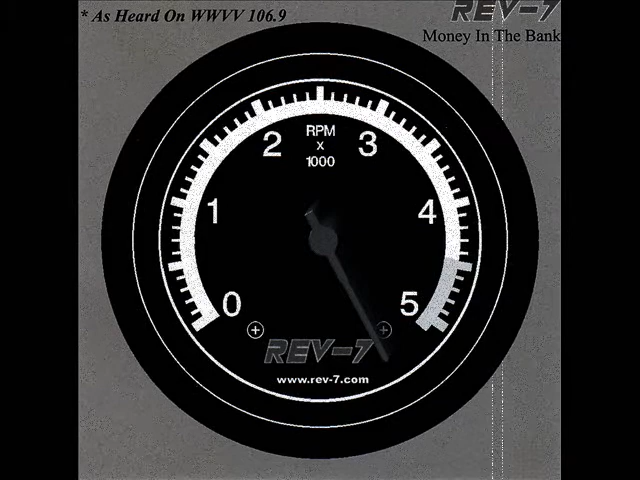 * As Heard On WWVV 106.9
REV-7
Money In The Bank
RPM
x
1000
0
1
2
3
4
5
REV-7
www.rev-7.com